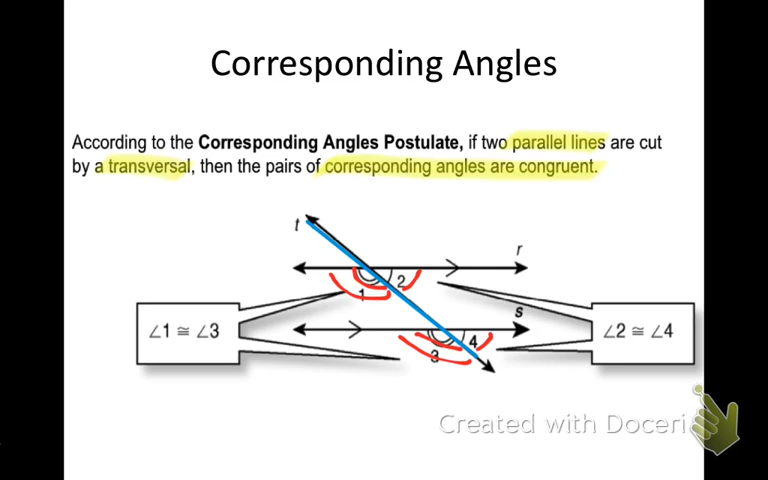 Corresponding Angles
According to the Corresponding Angles Postulate, if two parallel lines are cut
by a transversal, then the pairs of corresponding angles are congruent.
t
r
2
1
s
∠1 ≅ ∠3
∠2 ≅ ∠4
4
3
Created with Doceri